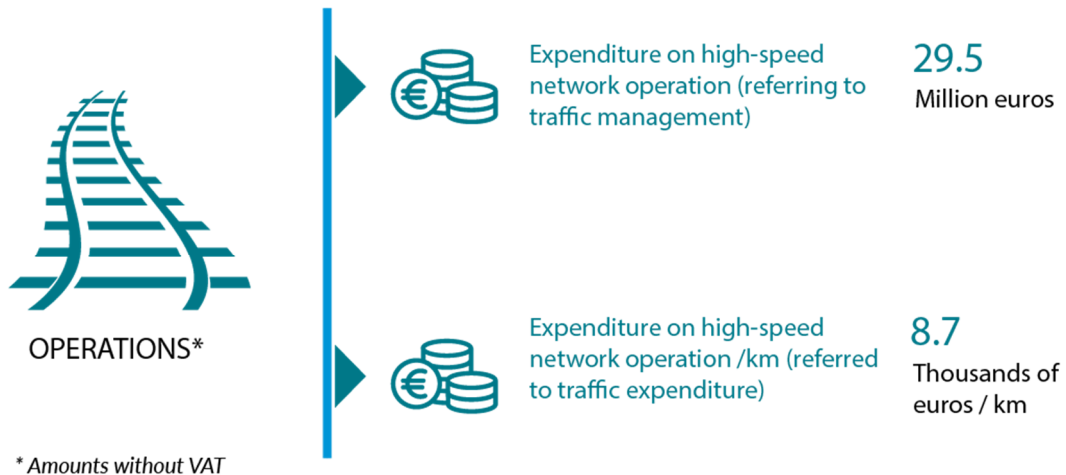 Expenditure on high-speed
network operation (referring to
traffic management)
29.5
Million euros
OPERATIONS*
Expenditure on high-speed
network operation /km (referred
to traffic expenditure)
8.7
Thousands of
euros / km
* Amounts without VAT